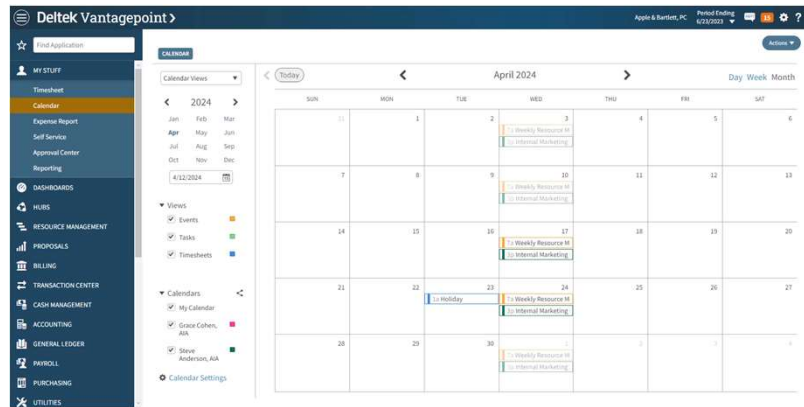 Deltek Vantagepoint
Apple & Bartlett, PC
Period Ending
6/23/2023
15
?
Find Application
CALENDAR
Actions
MY STUFF
Timesheet
Calendar
Expense Report
Self Service
Approval Center
Reporting
DASHBOARDS
HUBS
RESOURCE MANAGEMENT
PROPOSALS
BILLING
TRANSACTION CENTER
CASH MANAGEMENT
ACCOUNTING
GENERAL LEDGER
PAYROLL
PURCHASING
UTILITIES
Calendar Views
2024
Jan Feb Mar
Apr May Jun
Jul Aug Sep
Oct Nov Dec
4/12/2024
Views
Events
Tasks
Timesheets
Calendars
My Calendar
Grace Cohen,
AIA
Steve
Anderson, AIA
Calendar Settings
Today
April 2024
Day Week Month
SUN MON TUE WED THU FRI SAT
31 1 2 3 4 5 6
Weekly Resource M
Internal Marketing
7 8 9 10 11 12 13
Weekly Resource M
Internal Marketing
14 15 16 17 18 19 20
Weekly Resource M
Internal Marketing
21 22 23 24 25 26 27
Holiday
Weekly Resource M
Internal Marketing
28 29 30 1 2 3 4
Weekly Resource M
Internal Marketing